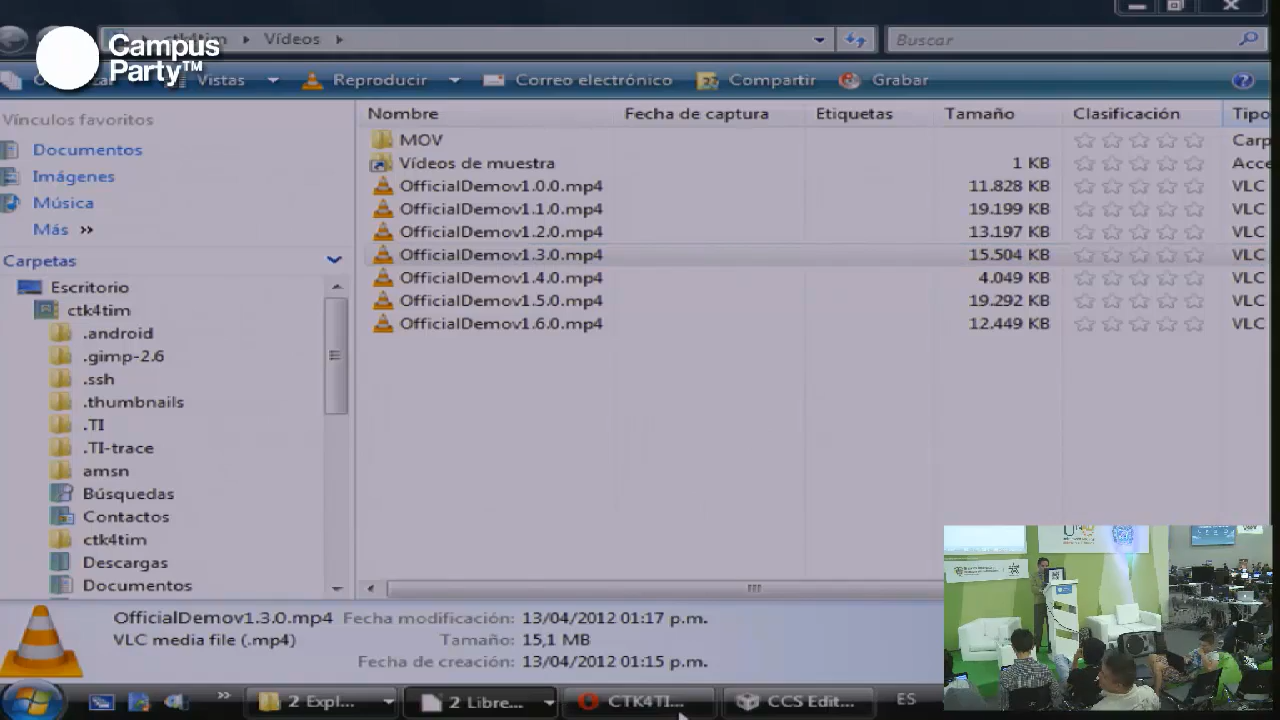 Campus Party™
ctk4tim Vídeos Buscar
Vistas Reproducir Correo electrónico Compartir Grabar
Vínculos favoritos
Documentos
Imágenes
Música
Más »
Carpetas
Escritorio
ctk4tim
.android
.gimp-2.6
.ssh
.thumbnails
.TI
.TI-trace
amsn
Búsquedas
Contactos
ctk4tim
Descargas
Documentos
Nombre Fecha de captura Etiquetas Tamaño Clasificación Tipo
MOV Carp
Vídeos de muestra 1 KB Acce
OfficialDemov1.0.0.mp4 11.828 KB VLC
OfficialDemov1.1.0.mp4 19.199 KB VLC
OfficialDemov1.2.0.mp4 13.197 KB VLC
OfficialDemov1.3.0.mp4 15.504 KB VLC
OfficialDemov1.4.0.mp4 4.049 KB VLC
OfficialDemov1.5.0.mp4 19.292 KB VLC
OfficialDemov1.6.0.mp4 12.449 KB VLC
OfficialDemov1.3.0.mp4 Fecha modificación: 13/04/2012 01:17 p.m.
VLC media file (.mp4) Tamaño: 15,1 MB
Fecha de creación: 13/04/2012 01:15 p.m.
» 2 Expl... 2 Libre... CTK4TI... CCS Edit... ES